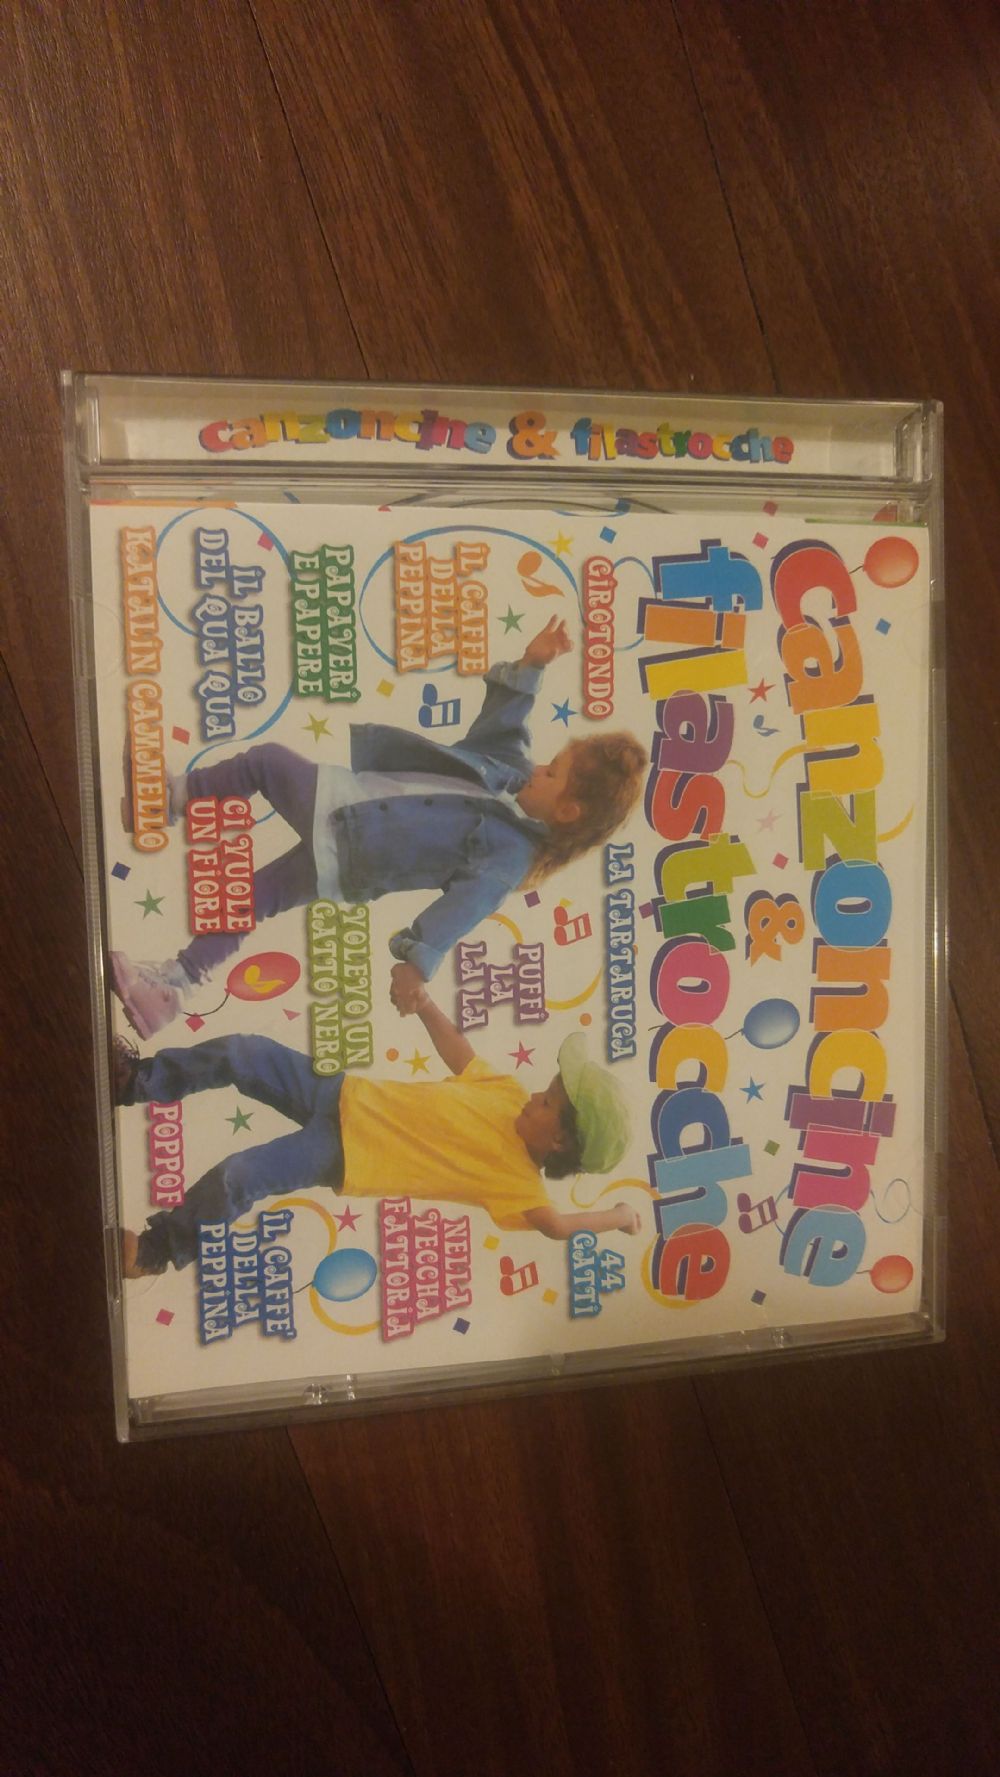 canzoncine & filastrocche
canzoncine
&
filastrocche
GIROTONDO
LA TARTARUGA
44
GATTI
IL CAFFE
DELLA
PEPPINA
PUFFI
LA
LA LA
NELLA
VECCHA
FATTORIA
PAPAVERI
E PAPERE
VOLEVO UN
GATTO NERO
IL BALLO
DEL QUA QUA
CI VUOLE
UN FIORE
IL CAFFE'
DELLA
PEPPINA
KATALIN CAMMELLO
POPPOF